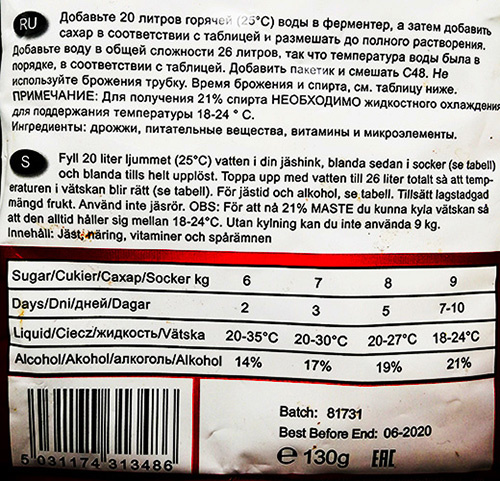 RU Добавьте 20 литров горячей (25°C) воды в ферментер, а затем добавить
сахар в соответствии с таблицей и размешать до полного растворения.
Добавьте воду в общей сложности 26 литров, так что температура воды была в
порядке, в соответствии с таблицей. Добавить пакетик и смешать C48. Не
используйте брожения трубку. Время брожения и спирта, см. таблицу ниже.
ПРИМЕЧАНИЕ: Для получения 21% спирта НЕОБХОДИМО жидкостного охлаждения
для поддержания температуры 18-24 ° C.
Ингредиенты: дрожжи, питательные вещества, витамины и микроэлементы.
S Fyll 20 liter ljummet (25°C) vatten i din jäshink, blanda sedan i socker (se tabell)
och blanda tills helt upplöst. Toppa upp med vatten till 26 liter totalt så att temp-
eraturen i vätskan blir rätt (se tabell). För jästid och alkohol, se tabell. Tillsätt lagstadgad
mängd frukt. Använd inte jäsrör. OBS: För att nå 21% MASTE du kunna kyla vätskan så
att den alltid håller sig mellan 18-24°C. Utan kylning kan du inte använda 9 kg.
Innehåll: Jäst, näring, vitaminer och spårämnen
Sugar/Cukier/Сахар/Socker kg 6 7 8 9
Days/Dni/дней/Dagar 2 3 5 7-10
Liquid/Ciecz/жидкость/Vätska 20-35°C 20-30°C 20-27°C 18-24°C
Alcohol/Akohol/алкоголь/Alkohol 14% 17% 19% 21%
Batch: 81731
Best Before End: 06-2020
e 130g EAC
5 031174 313486